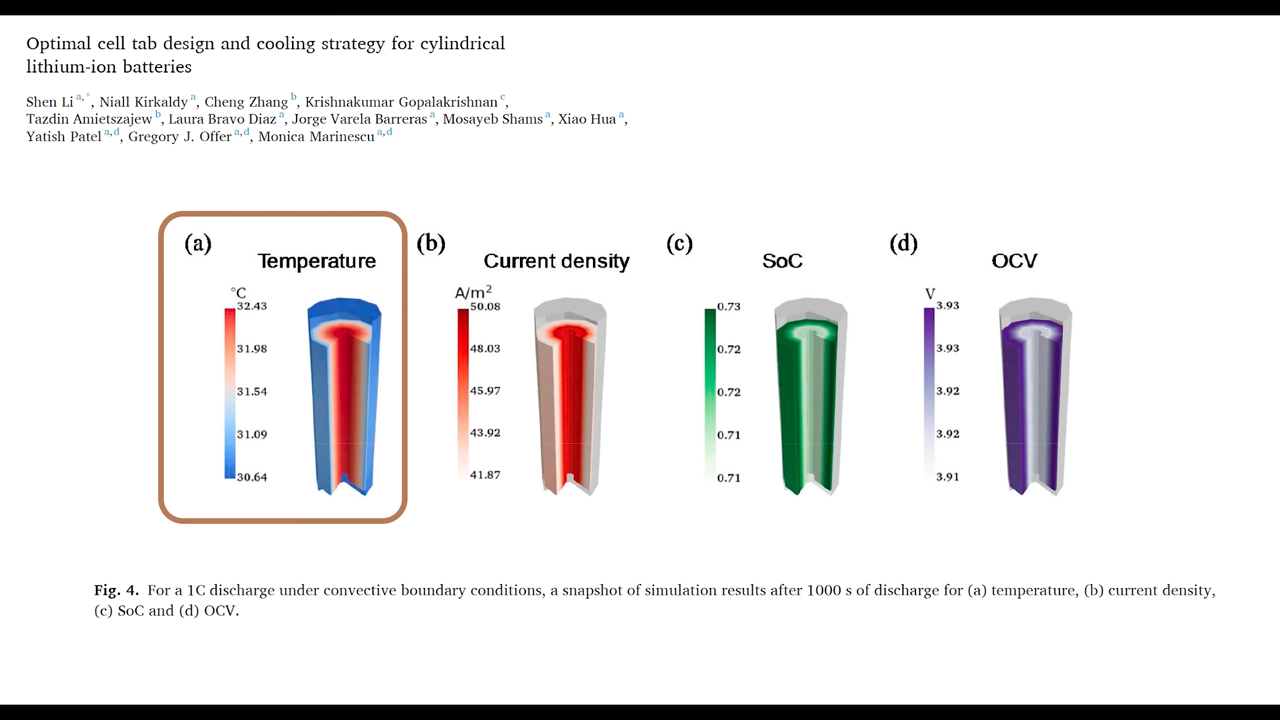 Optimal cell tab design and cooling strategy for cylindrical
lithium-ion batteries
Shen Li a,*, Niall Kirkaldy a, Cheng Zhang b, Krishnakumar Gopalakrishnan c,
Tazdin Amietszajew b, Laura Bravo Diaz a, Jorge Varela Barreras a, Mosayeb Shams a, Xiao Hua a,
Yatish Patel a,d, Gregory J. Offer a,d, Monica Marinescu a,d
(a)
Temperature
°C
32.43
31.98
31.54
31.09
30.64
(b)
Current density
A/m²
50.08
48.03
45.97
43.92
41.87
(c)
SoC
0.73
0.72
0.72
0.71
0.71
(d)
OCV
V
3.93
3.93
3.92
3.92
3.91
Fig. 4. For a 1C discharge under convective boundary conditions, a snapshot of simulation results after 1000 s of discharge for (a) temperature, (b) current density,
(c) SoC and (d) OCV.